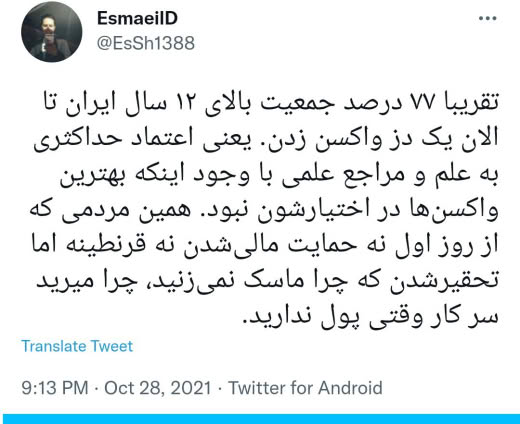 EsmaeilD
@EsSh1388
تقریبا ۷۷ درصد جمعیت بالای ۱۲ سال ایران تا
الان یک دز واکسن زدن. یعنی اعتماد حداکثری
به علم و مراجع علمی با وجود اینکه بهترین
واکسن‌ها در اختیارشون نبود. همین مردمی که
از روز اول نه حمایت مالی‌شدن نه قرنطینه اما
تحقیرشدن که چرا ماسک نمی‌زنید، چرا میرید
سر کار وقتی پول ندارید.
Translate Tweet
9:13 PM · Oct 28, 2021 · Twitter for Android